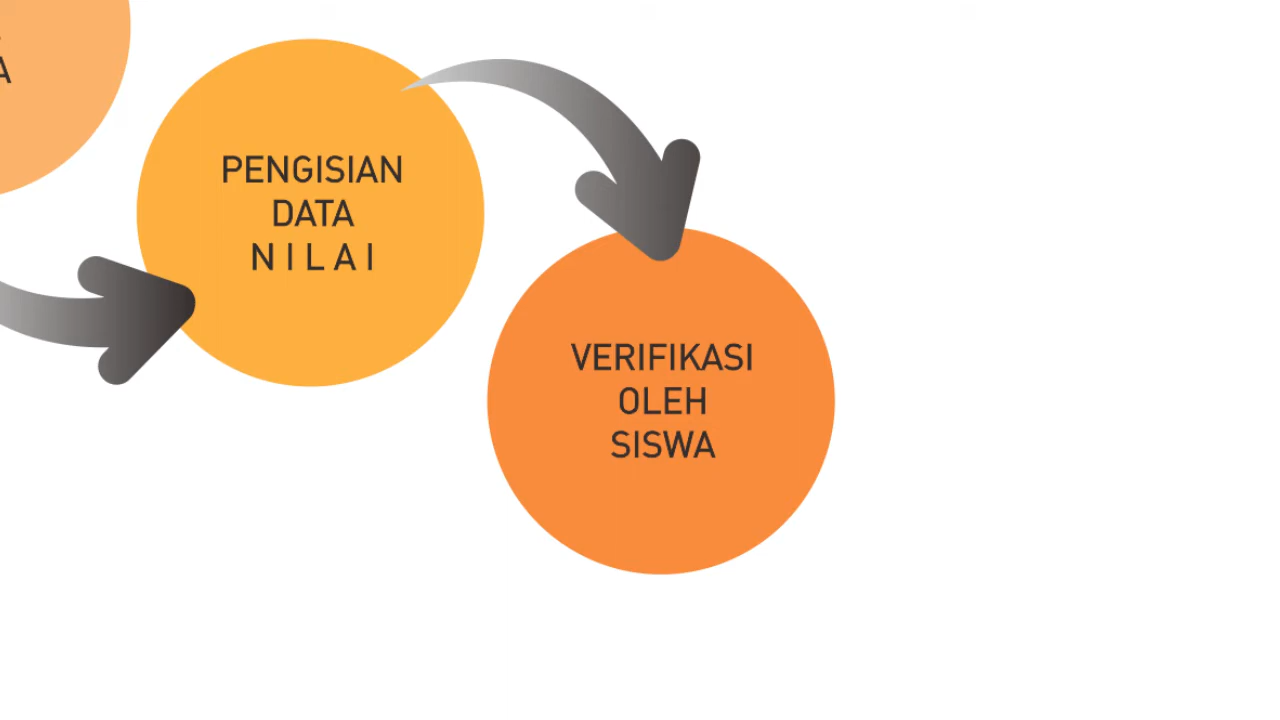 PENGISIAN
DATA
N I L A I
VERIFIKASI
OLEH
SISWA